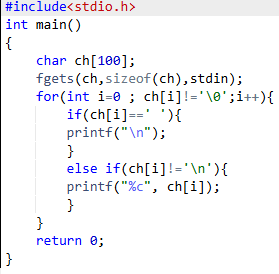 #include<stdio.h>
int main()
{
    char ch[100];
    fgets(ch,sizeof(ch),stdin);
    for(int i=0 ; ch[i]!='\0';i++){
        if(ch[i]==' '){
        printf("\n");
        }
        else if(ch[i]!='\n'){
        printf("%c", ch[i]);
        }
    }
    return 0;
}